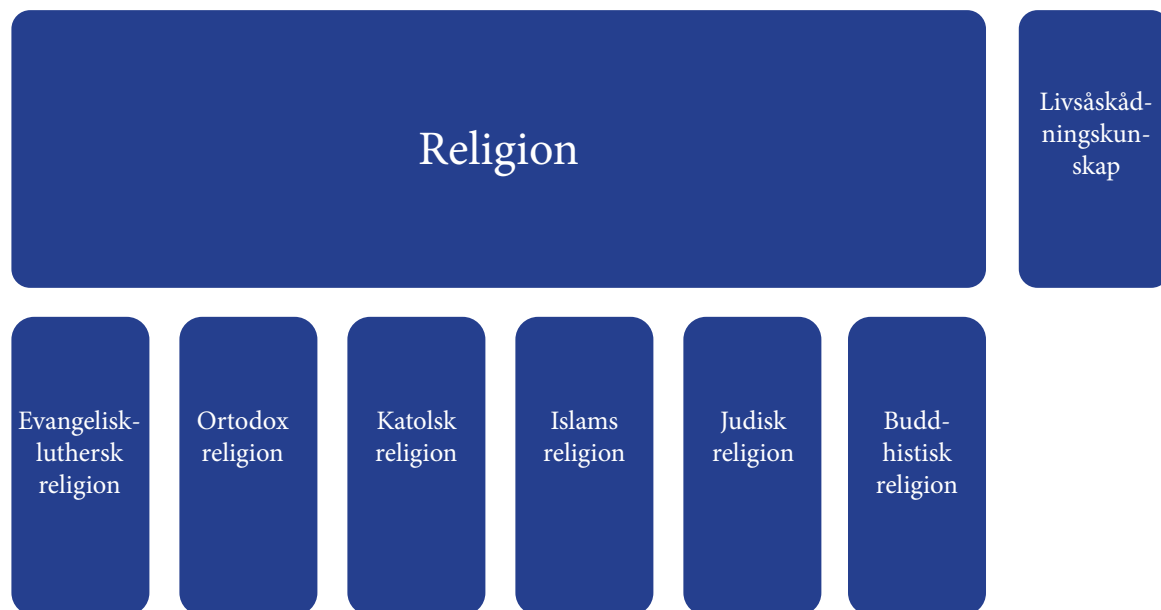 Religion
Livsåskåd-
ningskun-
skap
Evangelisk-
luthersk
religion
Ortodox
religion
Katolsk
religion
Islams
religion
Judisk
religion
Budd-
histisk
religion